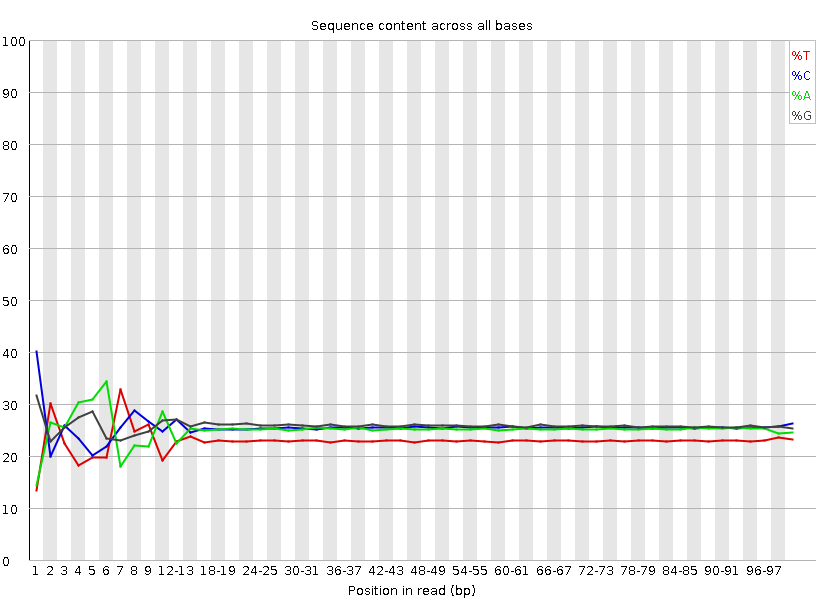 Sequence content across all bases
100
90
80
70
60
50
40
30
20
10
0
%T
%C
%A
%G
1 2 3 4 5 6 7 8 9 12-13 18-19 24-25 30-31 36-37 42-43 48-49 54-55 60-61 66-67 72-73 78-79 84-85 90-91 96-97
Position in read (bp)